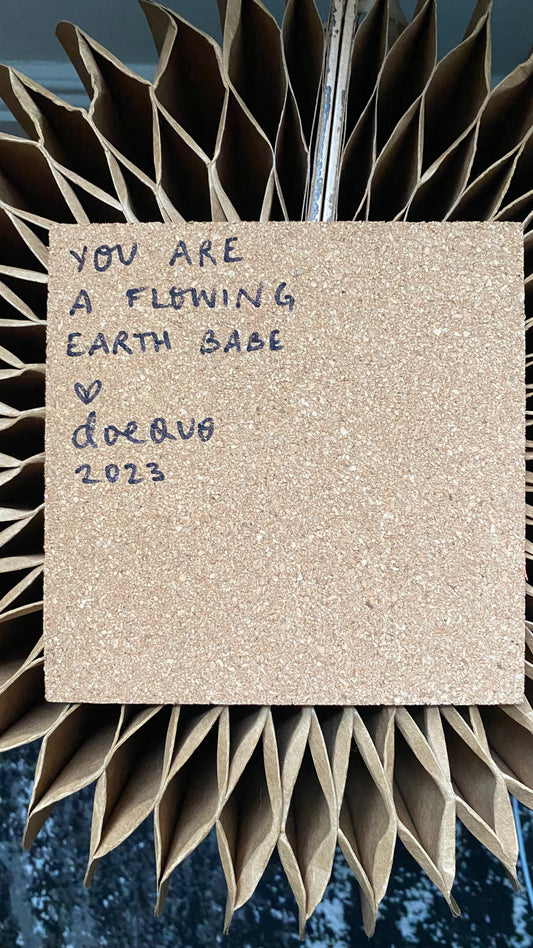 YOU ARE
A FLOWING
EARTH BABE
♡
doeQuo
2023